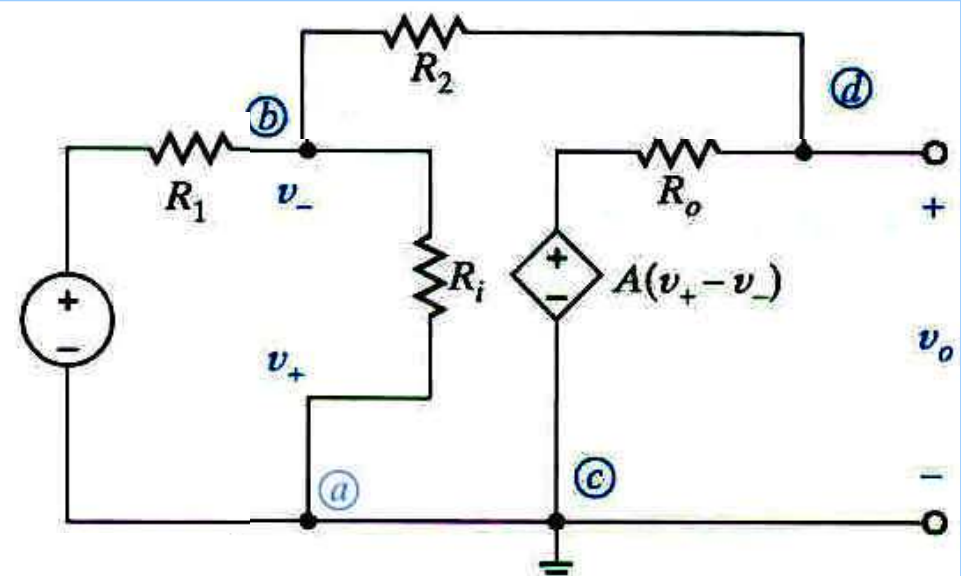 R₂
ⓑ
ⓓ
R₁
v₋
Rₒ
+
+
+
Rᵢ
A(v₊ − v₋)
−
−
v₊
vₒ
ⓐ
ⓒ
−